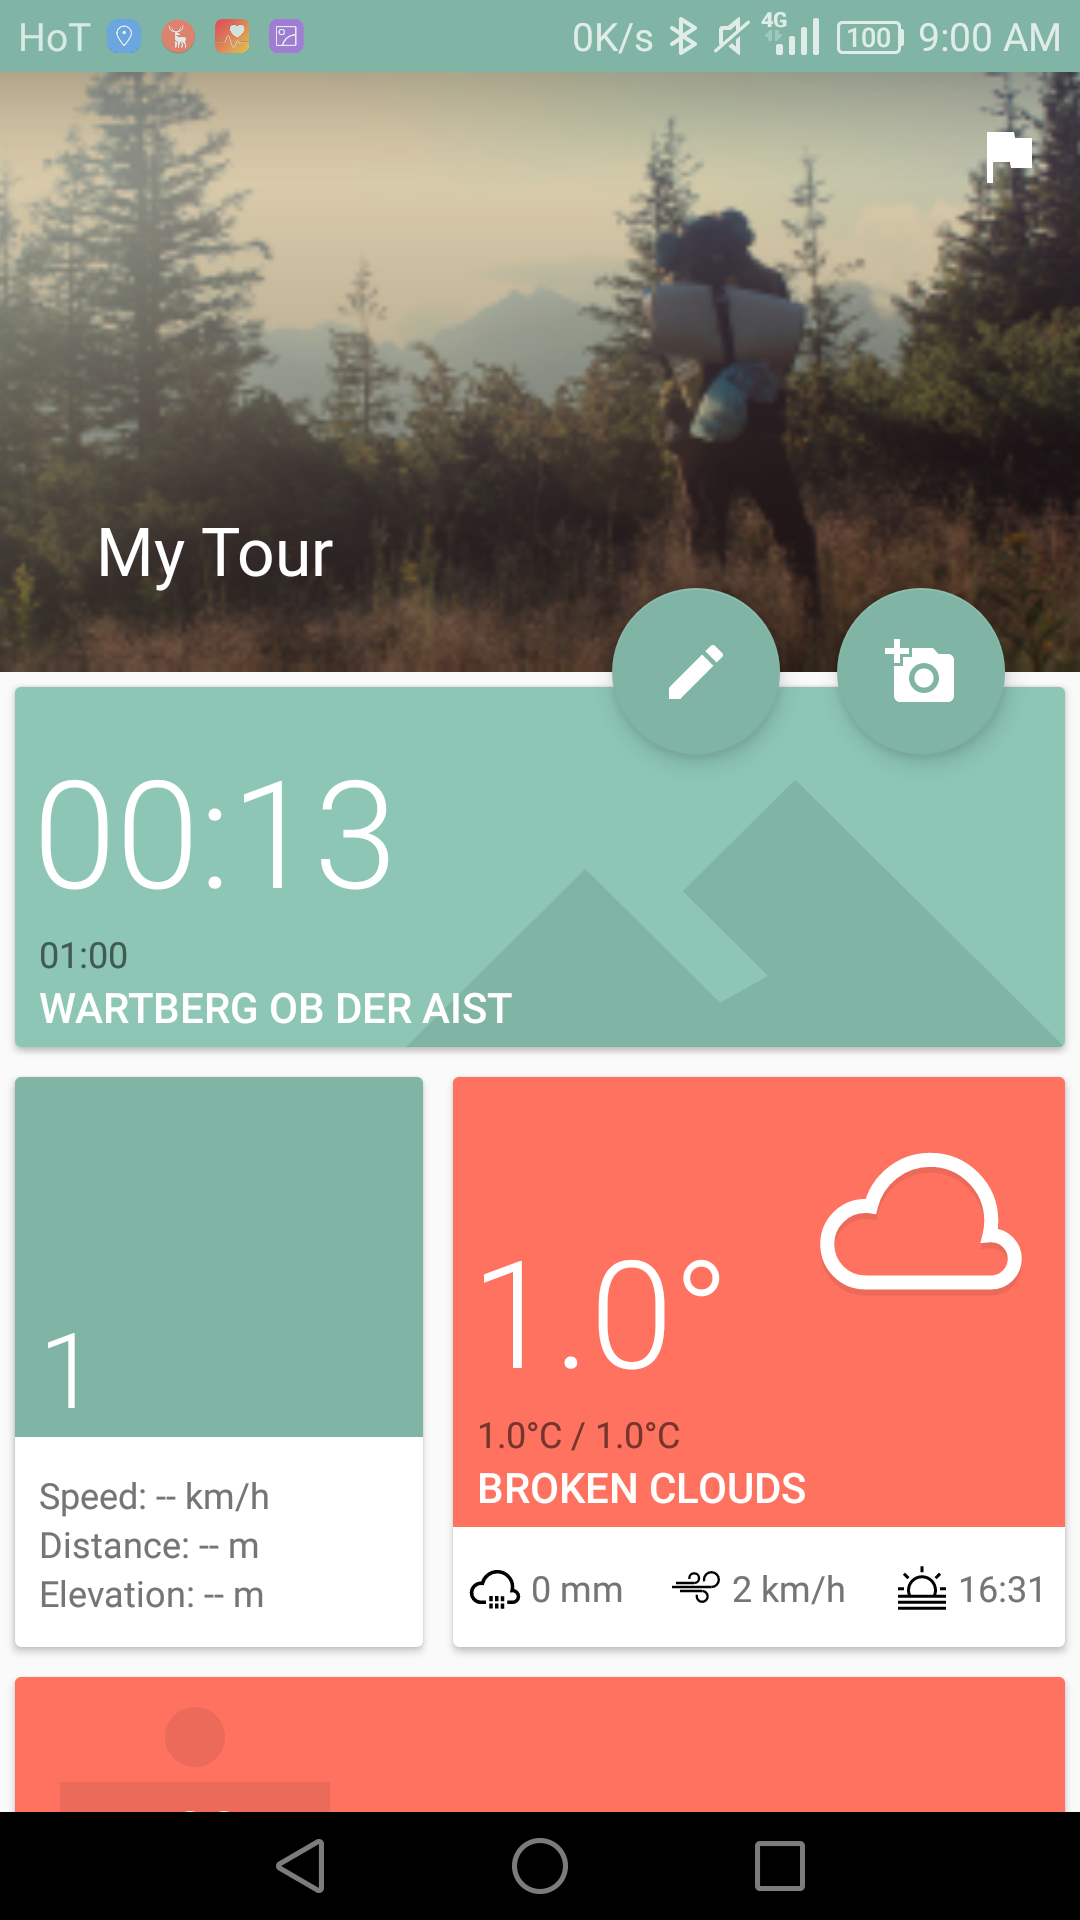 HoT 0K/s 4G 100 9:00 AM
My Tour
00:13
01:00
WARTBERG OB DER AIST
1
Speed: -- km/h
Distance: -- m
Elevation: -- m
1.0°
1.0°C / 1.0°C
BROKEN CLOUDS
0 mm 2 km/h 16:31